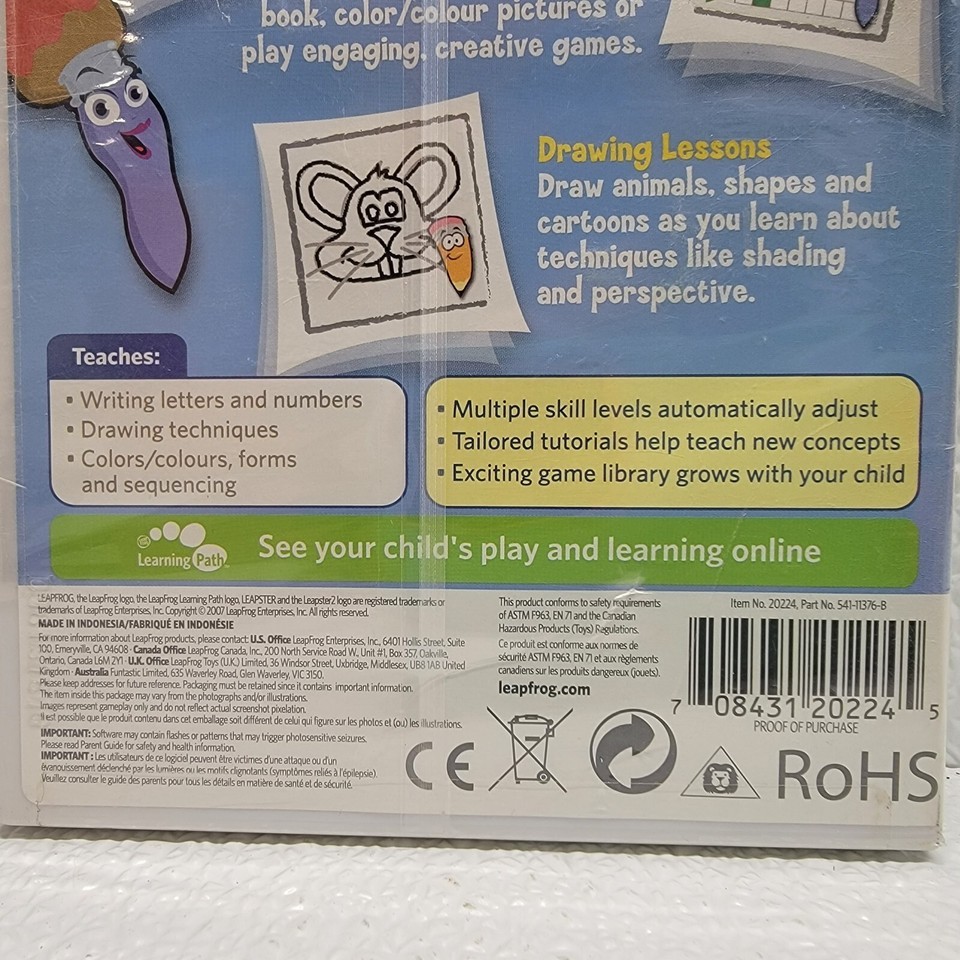 book, color/colour pictures or
play engaging, creative games.
Drawing Lessons
Draw animals, shapes and
cartoons as you learn about
techniques like shading
and perspective.
Teaches:
▪ Writing letters and numbers
▪ Drawing techniques
▪ Colors/colours, forms
and sequencing
▪ Multiple skill levels automatically adjust
▪ Tailored tutorials help teach new concepts
▪ Exciting game library grows with your child
Learning Path™
See your child's play and learning online
LEAPFROG, the LeapFrog logo, the LeapFrog Learning Path logo, LEAPSTER and the Leapster2 logo are registered trademarks or
trademarks of LeapFrog Enterprises, Inc. Copyright © 2007 LeapFrog Enterprises, Inc. All rights reserved.
MADE IN INDONESIA/FABRIQUÉ EN INDONÉSIE
For more information about LeapFrog products, please contact: U.S. Office LeapFrog Enterprises, Inc., 6401 Hollis Street, Suite
100, Emeryville, CA 94608 · Canada Office LeapFrog Canada, Inc., 200 North Service Road W., Unit #1, Box 357, Oakville,
Ontario, Canada L6M 2Y1 · U.K. Office LeapFrog Toys (U.K.) Limited, 36 Windsor Street, Uxbridge, Middlesex, UB8 1AB United
Kingdom · Australia Funtastic Limited, 635 Waverley Road, Glen Waverley, VIC 3150.
Please keep addresses for future reference. Packaging must be retained since it contains important information.
The item inside this package may vary from the photographs and/or illustrations.
Images represent gameplay only and do not reflect actual screenshot pixelation.
Il est possible que le produit contenu dans cet emballage soit différent de celui qui figure sur les photos et (ou) les illustrations.
IMPORTANT: Software may contain flashes or patterns that may trigger photosensitive seizures.
Please read Parent Guide for safety and health information.
IMPORTANT : Les utilisateurs de ce logiciel peuvent être victimes d'une attaque ou d'un
évanouissement déclenché par les lumières ou les motifs clignotants (symptômes reliés à l'épilepsie).
Veuillez consulter le guide des parents pour tous les détails en matière de santé et de sécurité.
This product conforms to safety requirements
of ASTM F963, EN 71 and the Canadian
Hazardous Products (Toys) Regulations.
Ce produit est conforme aux normes de
sécurité ASTM F963, EN 71 et aux règlements
canadiens sur les produits dangereux (jouets).
leapfrog.com
Item No. 20224, Part No. 541-11376-B
7 08431 20224 5
PROOF OF PURCHASE
CE
RoHS